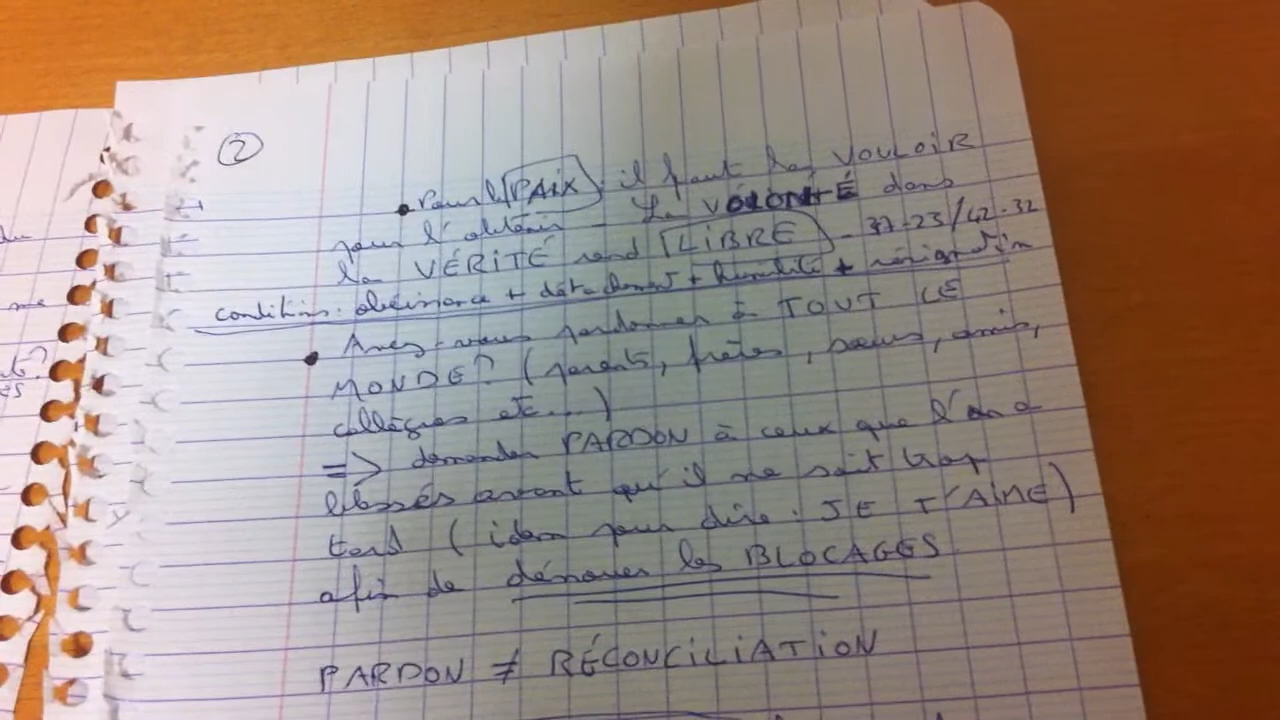 ②
• Pour l[PAIX], il faut la VOULOIR
pour l'obtenir - La VOLONTÉ dans
la VÉRITÉ rend [LIBRE] - 37-23/42-32
conditions: obéissance + détachement + humilité + résignation
• Avez-vous pardonner à TOUT LE
MONDE? (parents, frères, sœurs, amis,
collègues etc...)
=> demander PARDON à ceux que l'on a
blessés avant qu'il ne soit trop
tard (idem pour dire: JE T'AIME)
afin de dénouer les BLOCAGES
PARDON ≠ RÉCONCILIATION
du
me
?